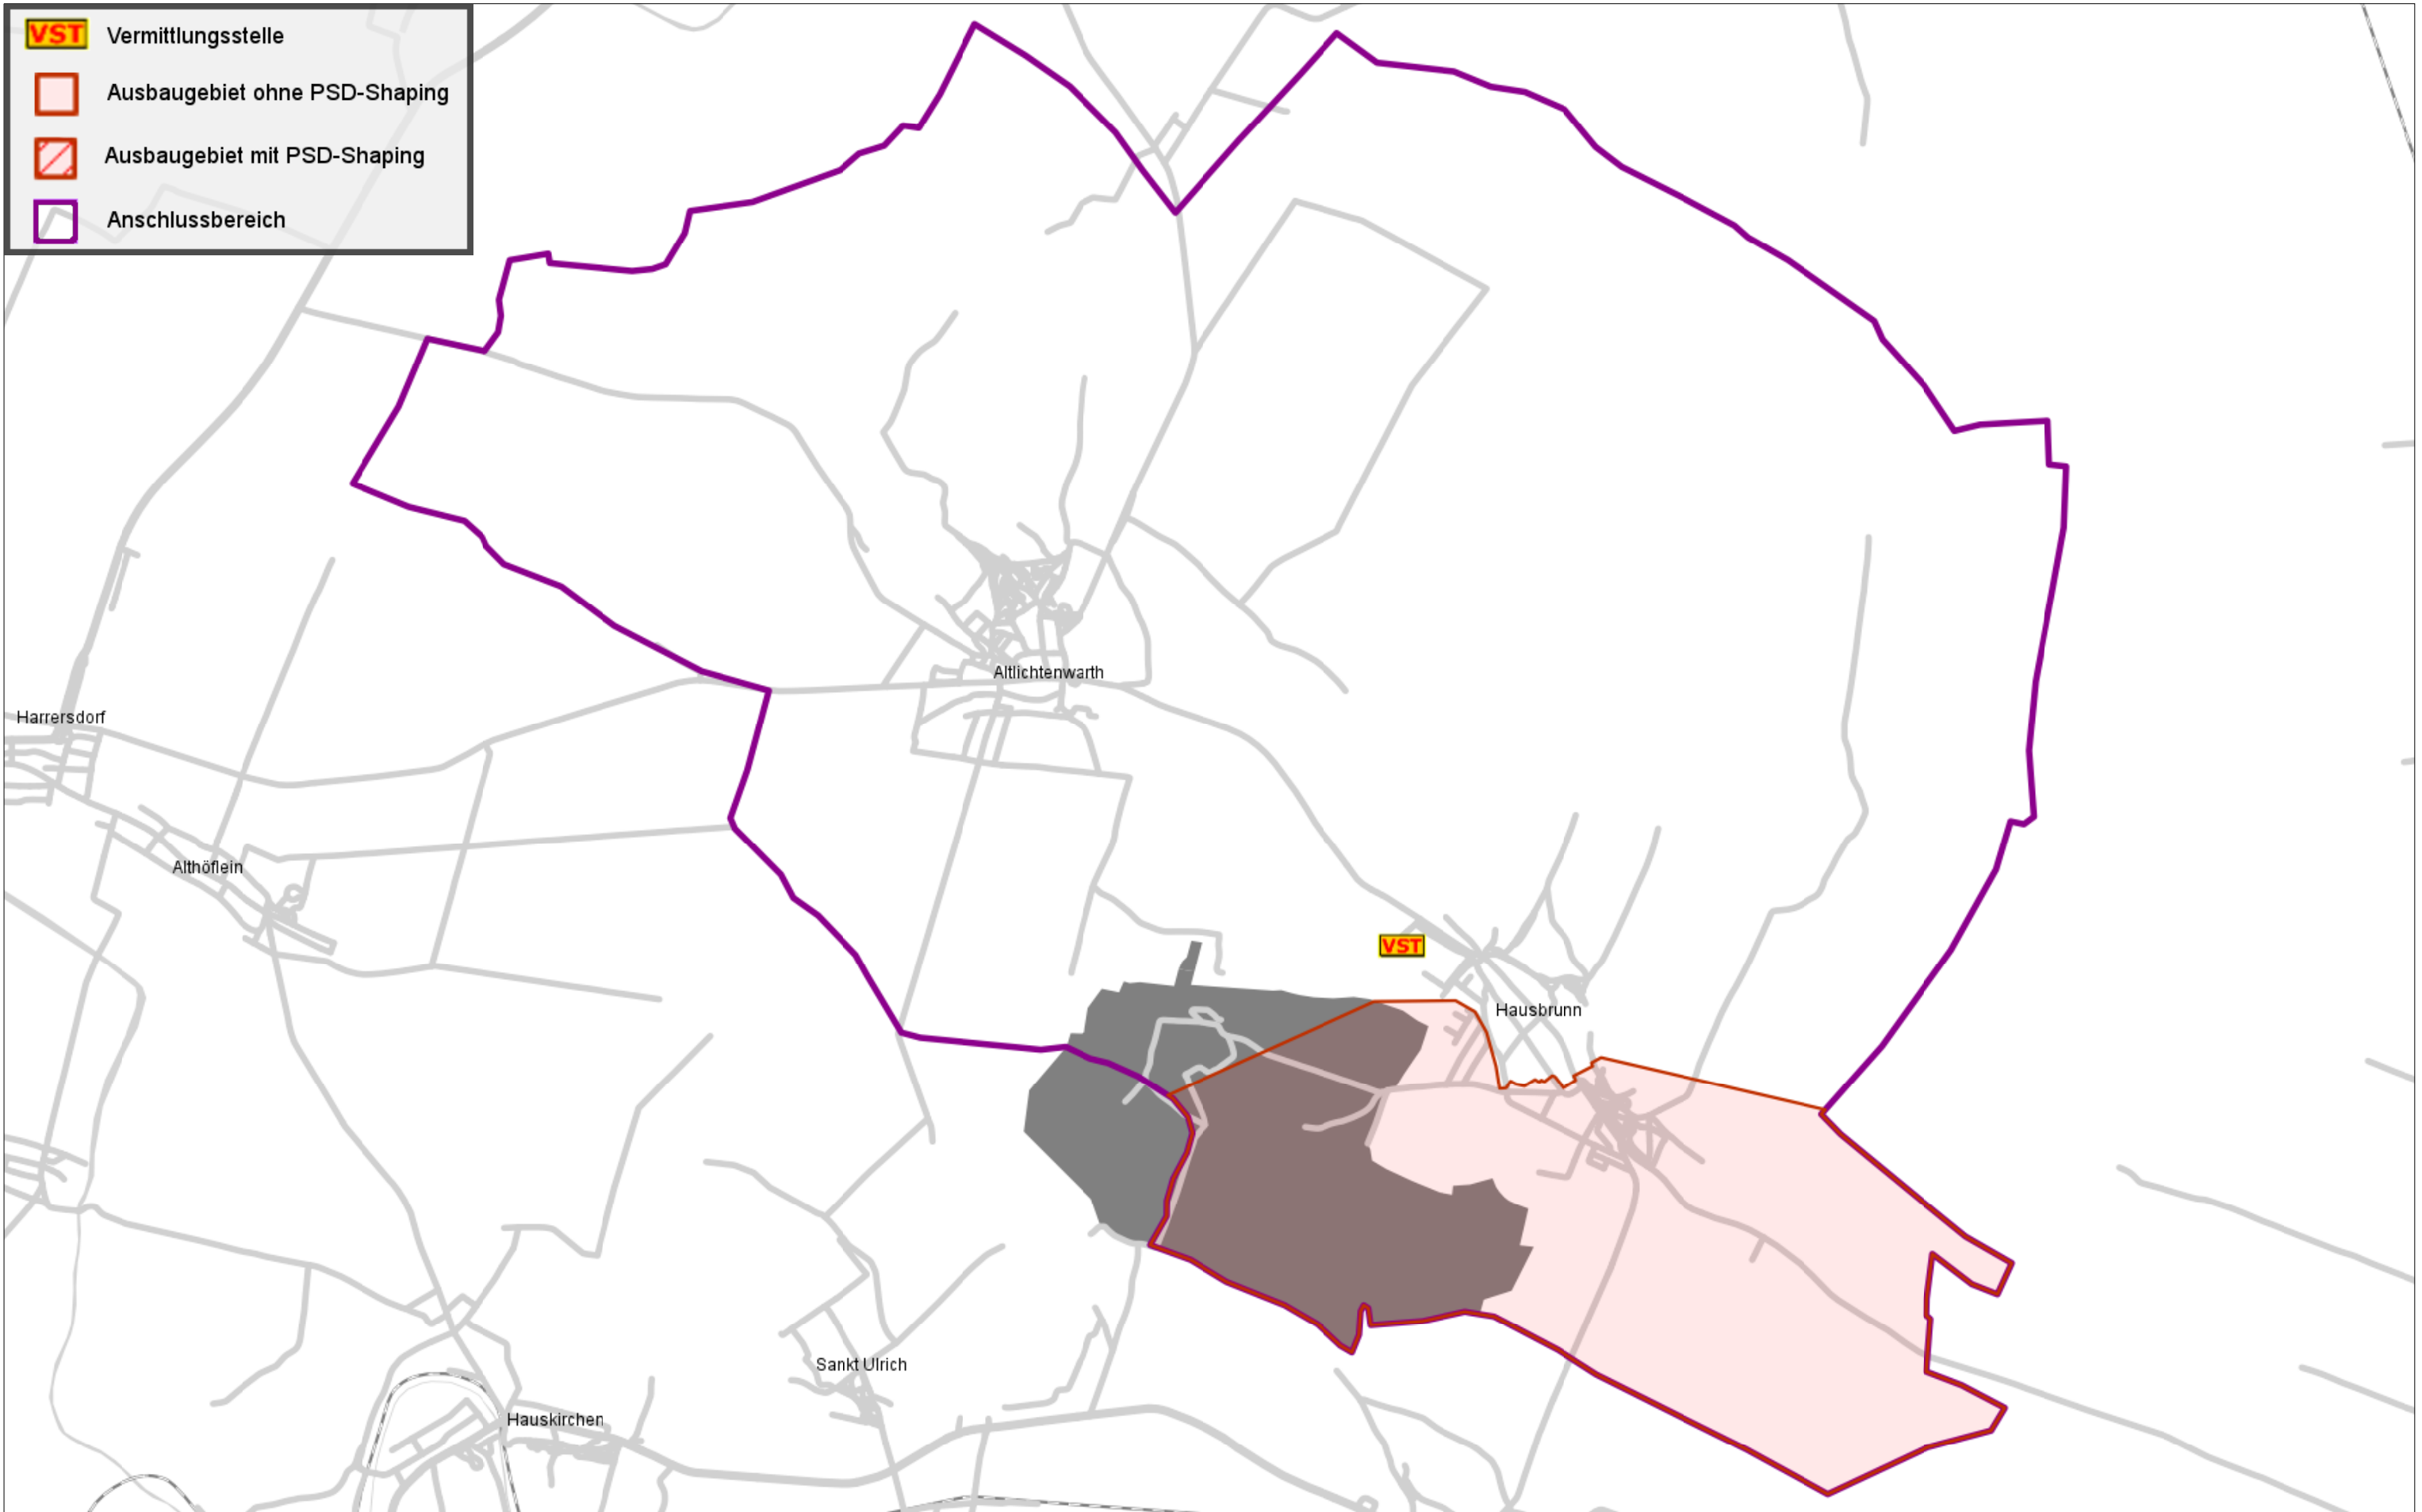 VST Vermittlungsstelle
Ausbaugebiet ohne PSD-Shaping
Ausbaugebiet mit PSD-Shaping
Anschlussbereich
Altlichtenwarth
Harrersdorf
Althöflein
VST
Hausbrunn
Sankt Ulrich
Hauskirchen